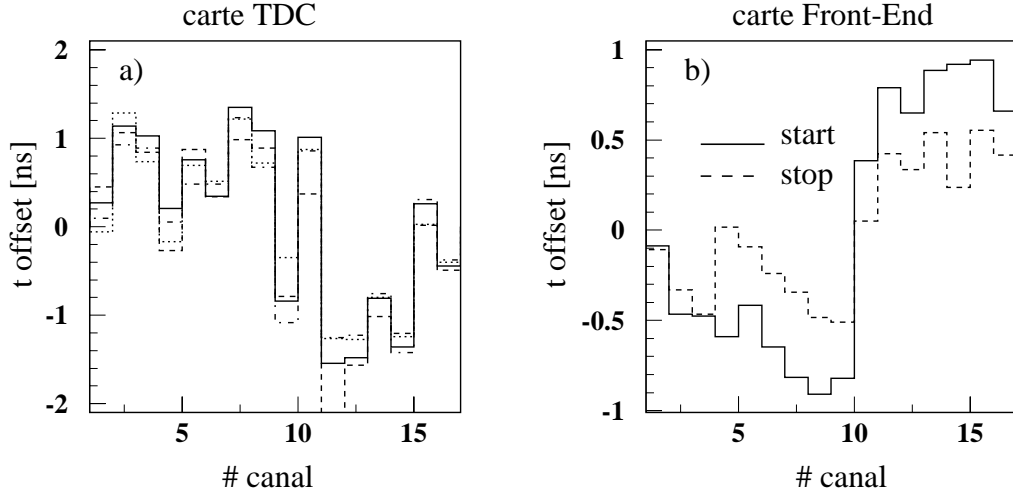 carte TDC
a)
t offset [ns]
2
1
0
-1
-2
5
10
15
# canal
carte Front-End
b)
start
stop
t offset [ns]
1
0.5
0
-0.5
-1
5
10
15
# canal